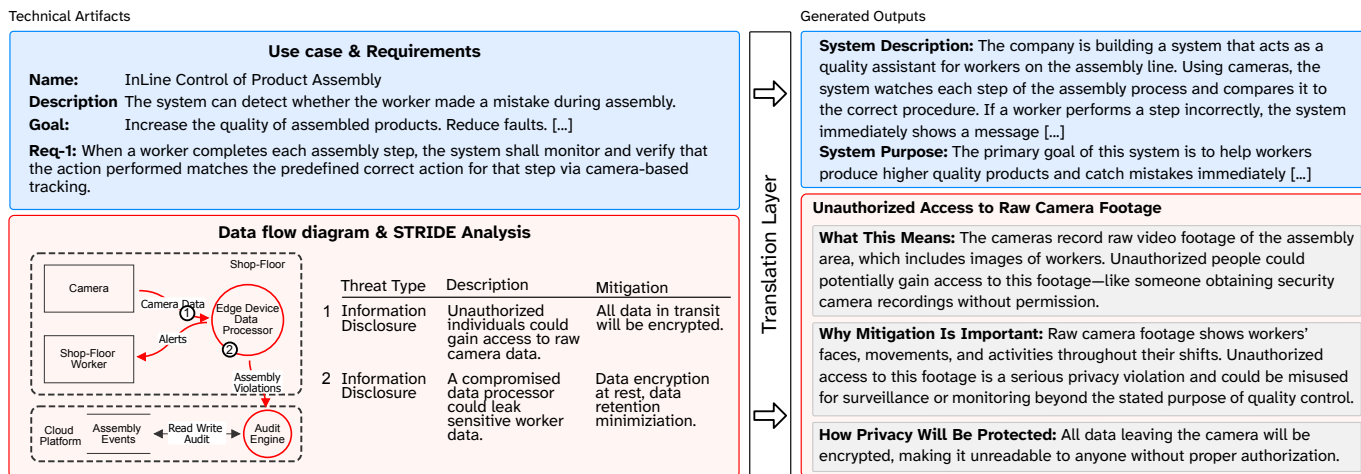 Technical Artifacts
Use case & Requirements
Name: InLine Control of Product Assembly
Description The system can detect whether the worker made a mistake during assembly.
Goal: Increase the quality of assembled products. Reduce faults. [...]
Req-1: When a worker completes each assembly step, the system shall monitor and verify that
the action performed matches the predefined correct action for that step via camera-based
tracking.
Data flow diagram & STRIDE Analysis
Shop-Floor
Camera
Camera Data
1
Edge Device
Data
Processor
Alerts
2
Shop-Floor
Worker
Assembly
Violations
Cloud
Platform
Assembly
Events
Read Write
Audit
Audit
Engine
Threat Type Description Mitigation
1 Information Unauthorized All data in transit
Disclosure individuals could will be encrypted.
gain access to raw
camera data.
2 Information A compromised Data encryption
Disclosure data processor at rest, data
could leak retention
sensitive worker minimiziation.
data.
Translation Layer
Generated Outputs
System Description: The company is building a system that acts as a
quality assistant for workers on the assembly line. Using cameras, the
system watches each step of the assembly process and compares it to
the correct procedure. If a worker performs a step incorrectly, the system
immediately shows a message [...]
System Purpose: The primary goal of this system is to help workers
produce higher quality products and catch mistakes immediately [...]
Unauthorized Access to Raw Camera Footage
What This Means: The cameras record raw video footage of the assembly
area, which includes images of workers. Unauthorized people could
potentially gain access to this footage—like someone obtaining security
camera recordings without permission.
Why Mitigation Is Important: Raw camera footage shows workers'
faces, movements, and activities throughout their shifts. Unauthorized
access to this footage is a serious privacy violation and could be misused
for surveillance or monitoring beyond the stated purpose of quality control.
How Privacy Will Be Protected: All data leaving the camera will be
encrypted, making it unreadable to anyone without proper authorization.